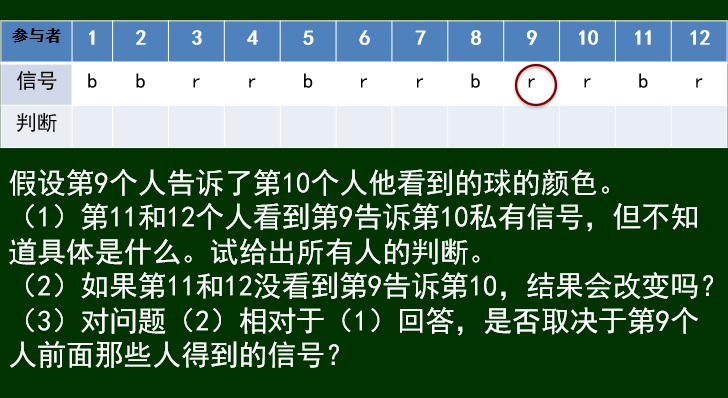 参与者 1 2 3 4 5 6 7 8 9 10 11 12
信号 b b r r b r r b r r b r
判断
假设第9个人告诉了第10个人他看到的球的颜色。
（1）第11和12个人看到第9告诉第10私有信号，但不知
道具体是什么。试给出所有人的判断。
（2）如果第11和12没看到第9告诉第10，结果会改变吗？
（3）对问题（2）相对于（1）回答，是否取决于第9个
人前面那些人得到的信号？